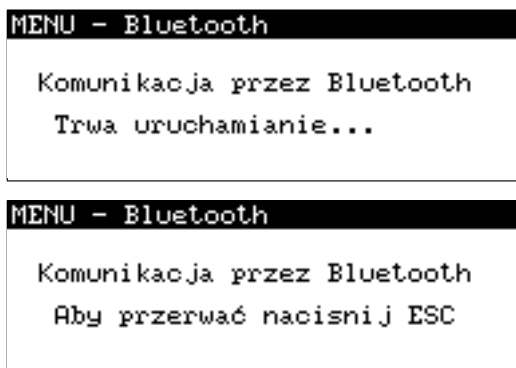 MENU - Bluetooth
Komunikacja przez Bluetooth
Trwa uruchamianie...
MENU - Bluetooth
Komunikacja przez Bluetooth
Aby przerwać nacisnij ESC